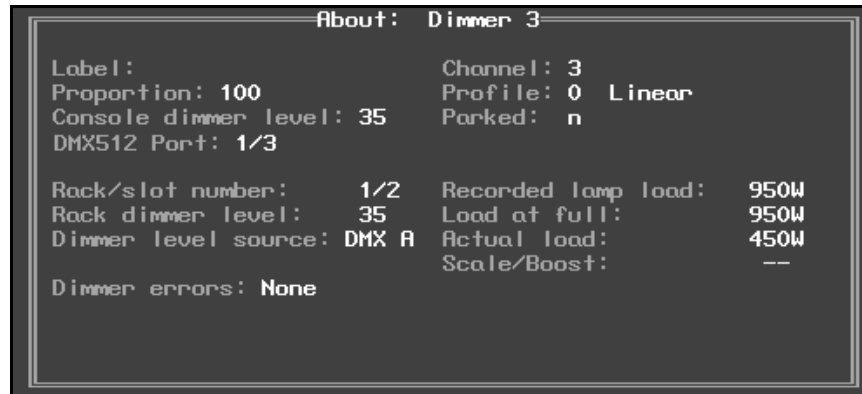 About: Dimmer 3
Label: Channel: 3
Proportion: 100 Profile: 0 Linear
Console dimmer level: 35 Parked: n
DMX512 Port: 1/3
Rack/slot number: 1/2 Recorded lamp load: 950W
Rack dimmer level: 35 Load at full: 950W
Dimmer level source: DMX A Actual load: 450W
Scale/Boost: --
Dimmer errors: None